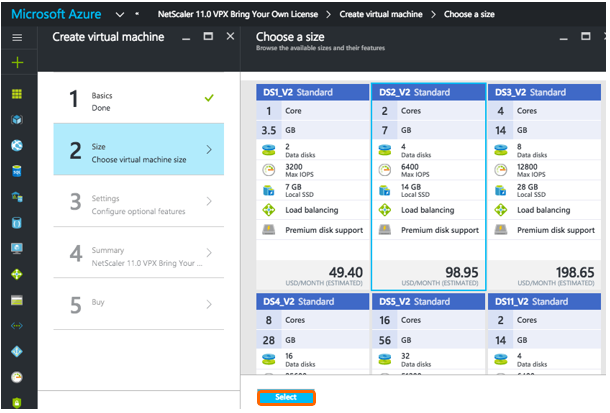 Microsoft Azure
NetScaler 11.0 VPX Bring Your Own License
Create virtual machine
Choose a size
Create virtual machine
1
Basics
Done
2
Size
Choose virtual machine size
3
Settings
Configure optional features
4
Summary
NetScaler 11.0 VPX Bring Your ...
5
Buy
Choose a size
Browse the available sizes and their features
DS1_V2 Standard
1 Core
3.5 GB
2
Data disks
3200
Max IOPS
7 GB
Local SSD
Load balancing
Premium disk support
49.40
USD/MONTH (ESTIMATED)
DS2_V2 Standard
2 Cores
7 GB
4
Data disks
6400
Max IOPS
14 GB
Local SSD
Load balancing
Premium disk support
98.95
USD/MONTH (ESTIMATED)
DS3_V2 Standard
4 Cores
14 GB
8
Data disks
12800
Max IOPS
28 GB
Local SSD
Load balancing
Premium disk support
198.65
USD/MONTH (ESTIMATED)
DS4_V2 Standard
8 Cores
28 GB
16
Data disks
DS5_V2 Standard
16 Cores
56 GB
32
Data disks
DS11_V2 Standard
2 Cores
14 GB
4
Data disks
Select